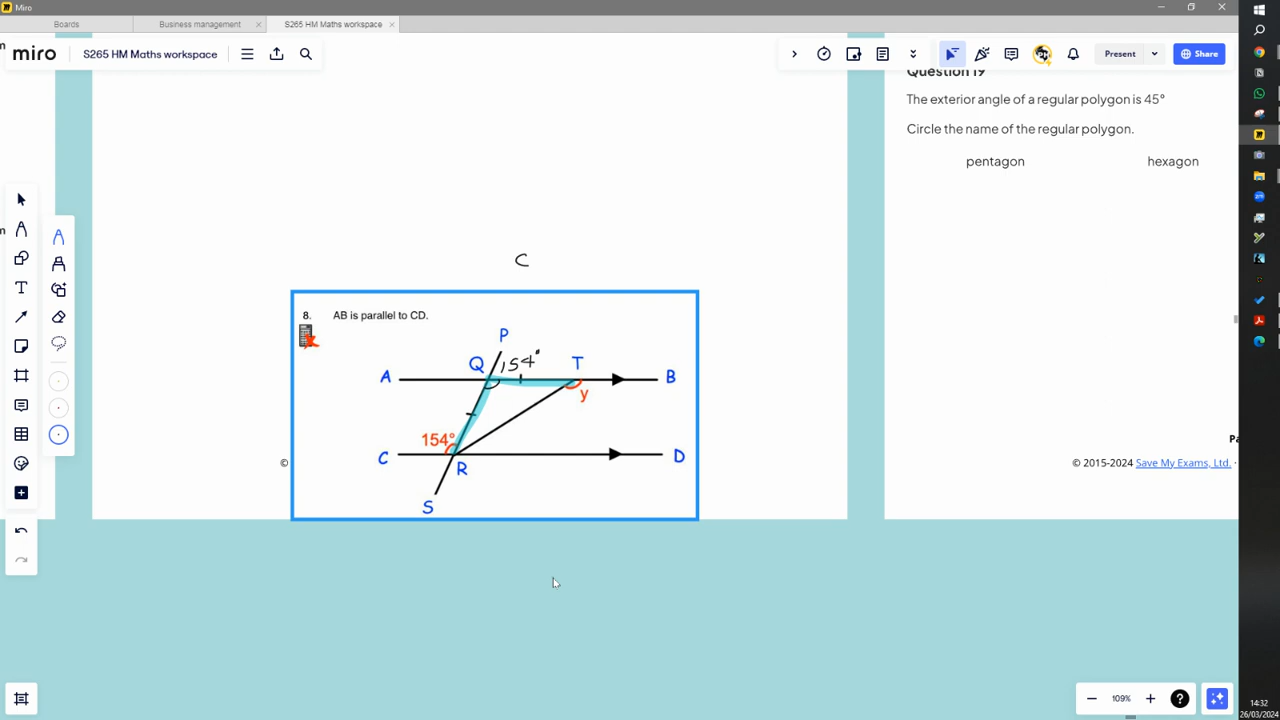 Miro
Boards
Business management
S265 HM Maths workspace
miro
S265 HM Maths workspace
Present
Share
Question 19
The exterior angle of a regular polygon is 45°
Circle the name of the regular polygon.
pentagon
hexagon
C
8.
AB is parallel to CD.
P
Q
154°
T
A
B
y
154°
C
R
D
S
©
Pa
© 2015-2024 Save My Exams, Ltd. ·
109%
14:32
26/03/2024